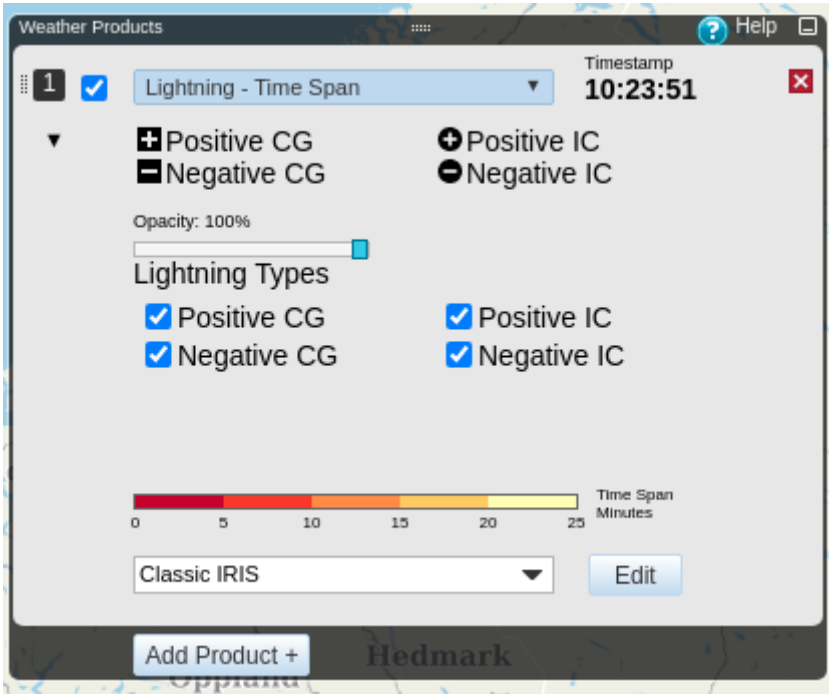 Weather Products
Help
1
Lightning - Time Span
Timestamp
10:23:51
Positive CG
Positive IC
Negative CG
Negative IC
Opacity: 100%
Lightning Types
Positive CG
Positive IC
Negative CG
Negative IC
0 5 10 15 20 25
Time Span
Minutes
Classic IRIS
Edit
Add Product +
Hedmark
Oppland